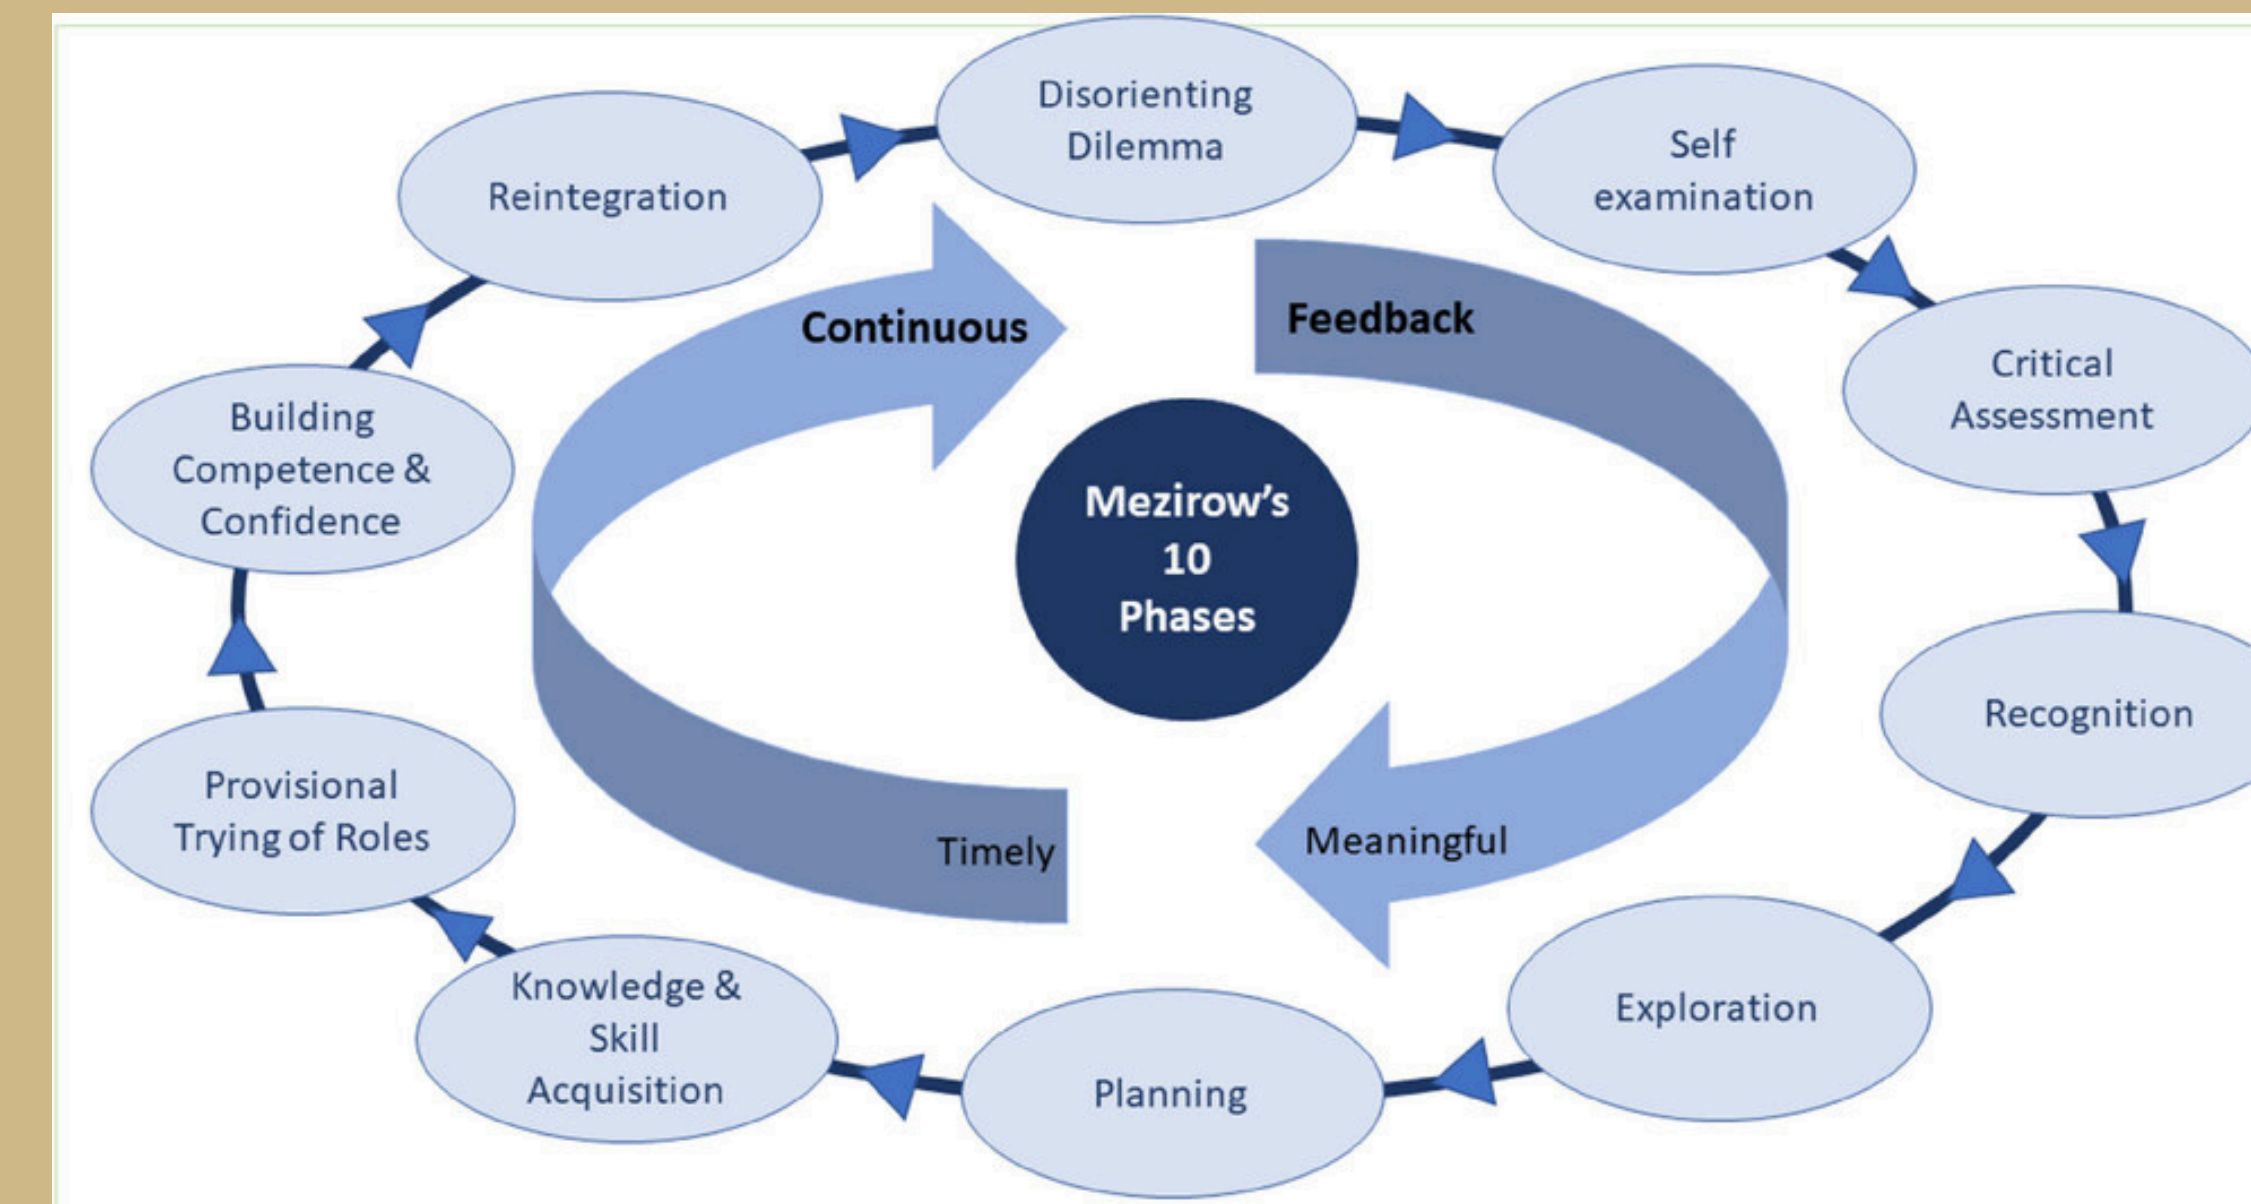 Disorienting
Dilemma
Self
examination
Critical
Assessment
Recognition
Exploration
Planning
Knowledge &
Skill
Acquisition
Provisional
Trying of Roles
Building
Competence &
Confidence
Reintegration
Continuous
Feedback
Meaningful
Timely
Mezirow’s
10
Phases